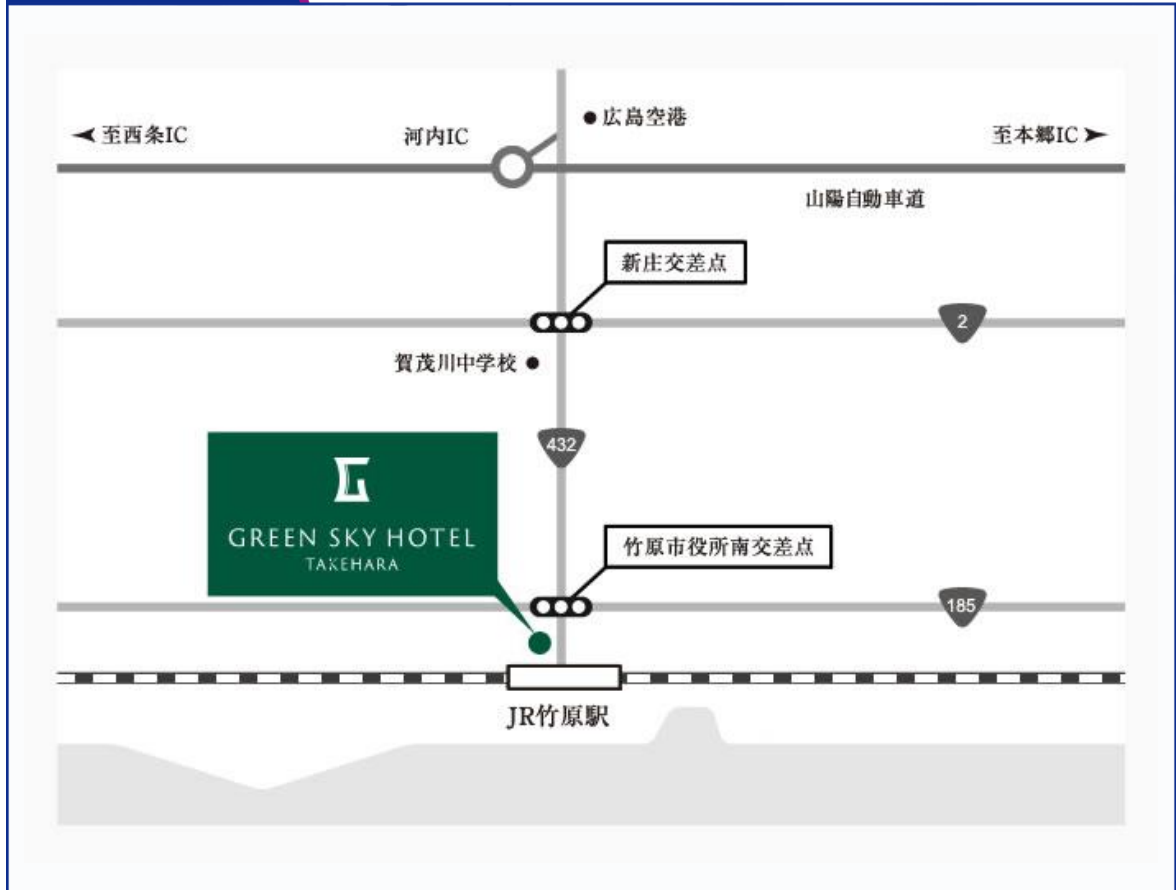 広島空港
至西条IC
河内IC
至本郷IC
山陽自動車道
新庄交差点
2
賀茂川中学校
432
GREEN SKY HOTEL
TAKEHARA
竹原市役所南交差点
185
JR竹原駅